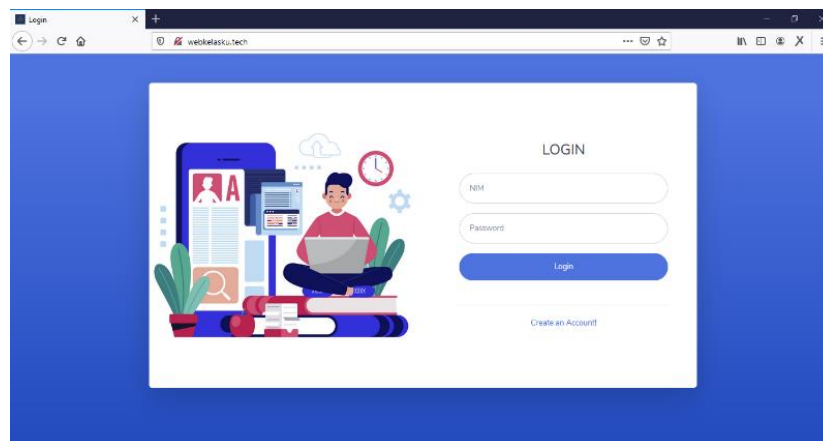 Login
webkelasku.tech
A
LOGIN
NIM
Password
Login
Create an Account!